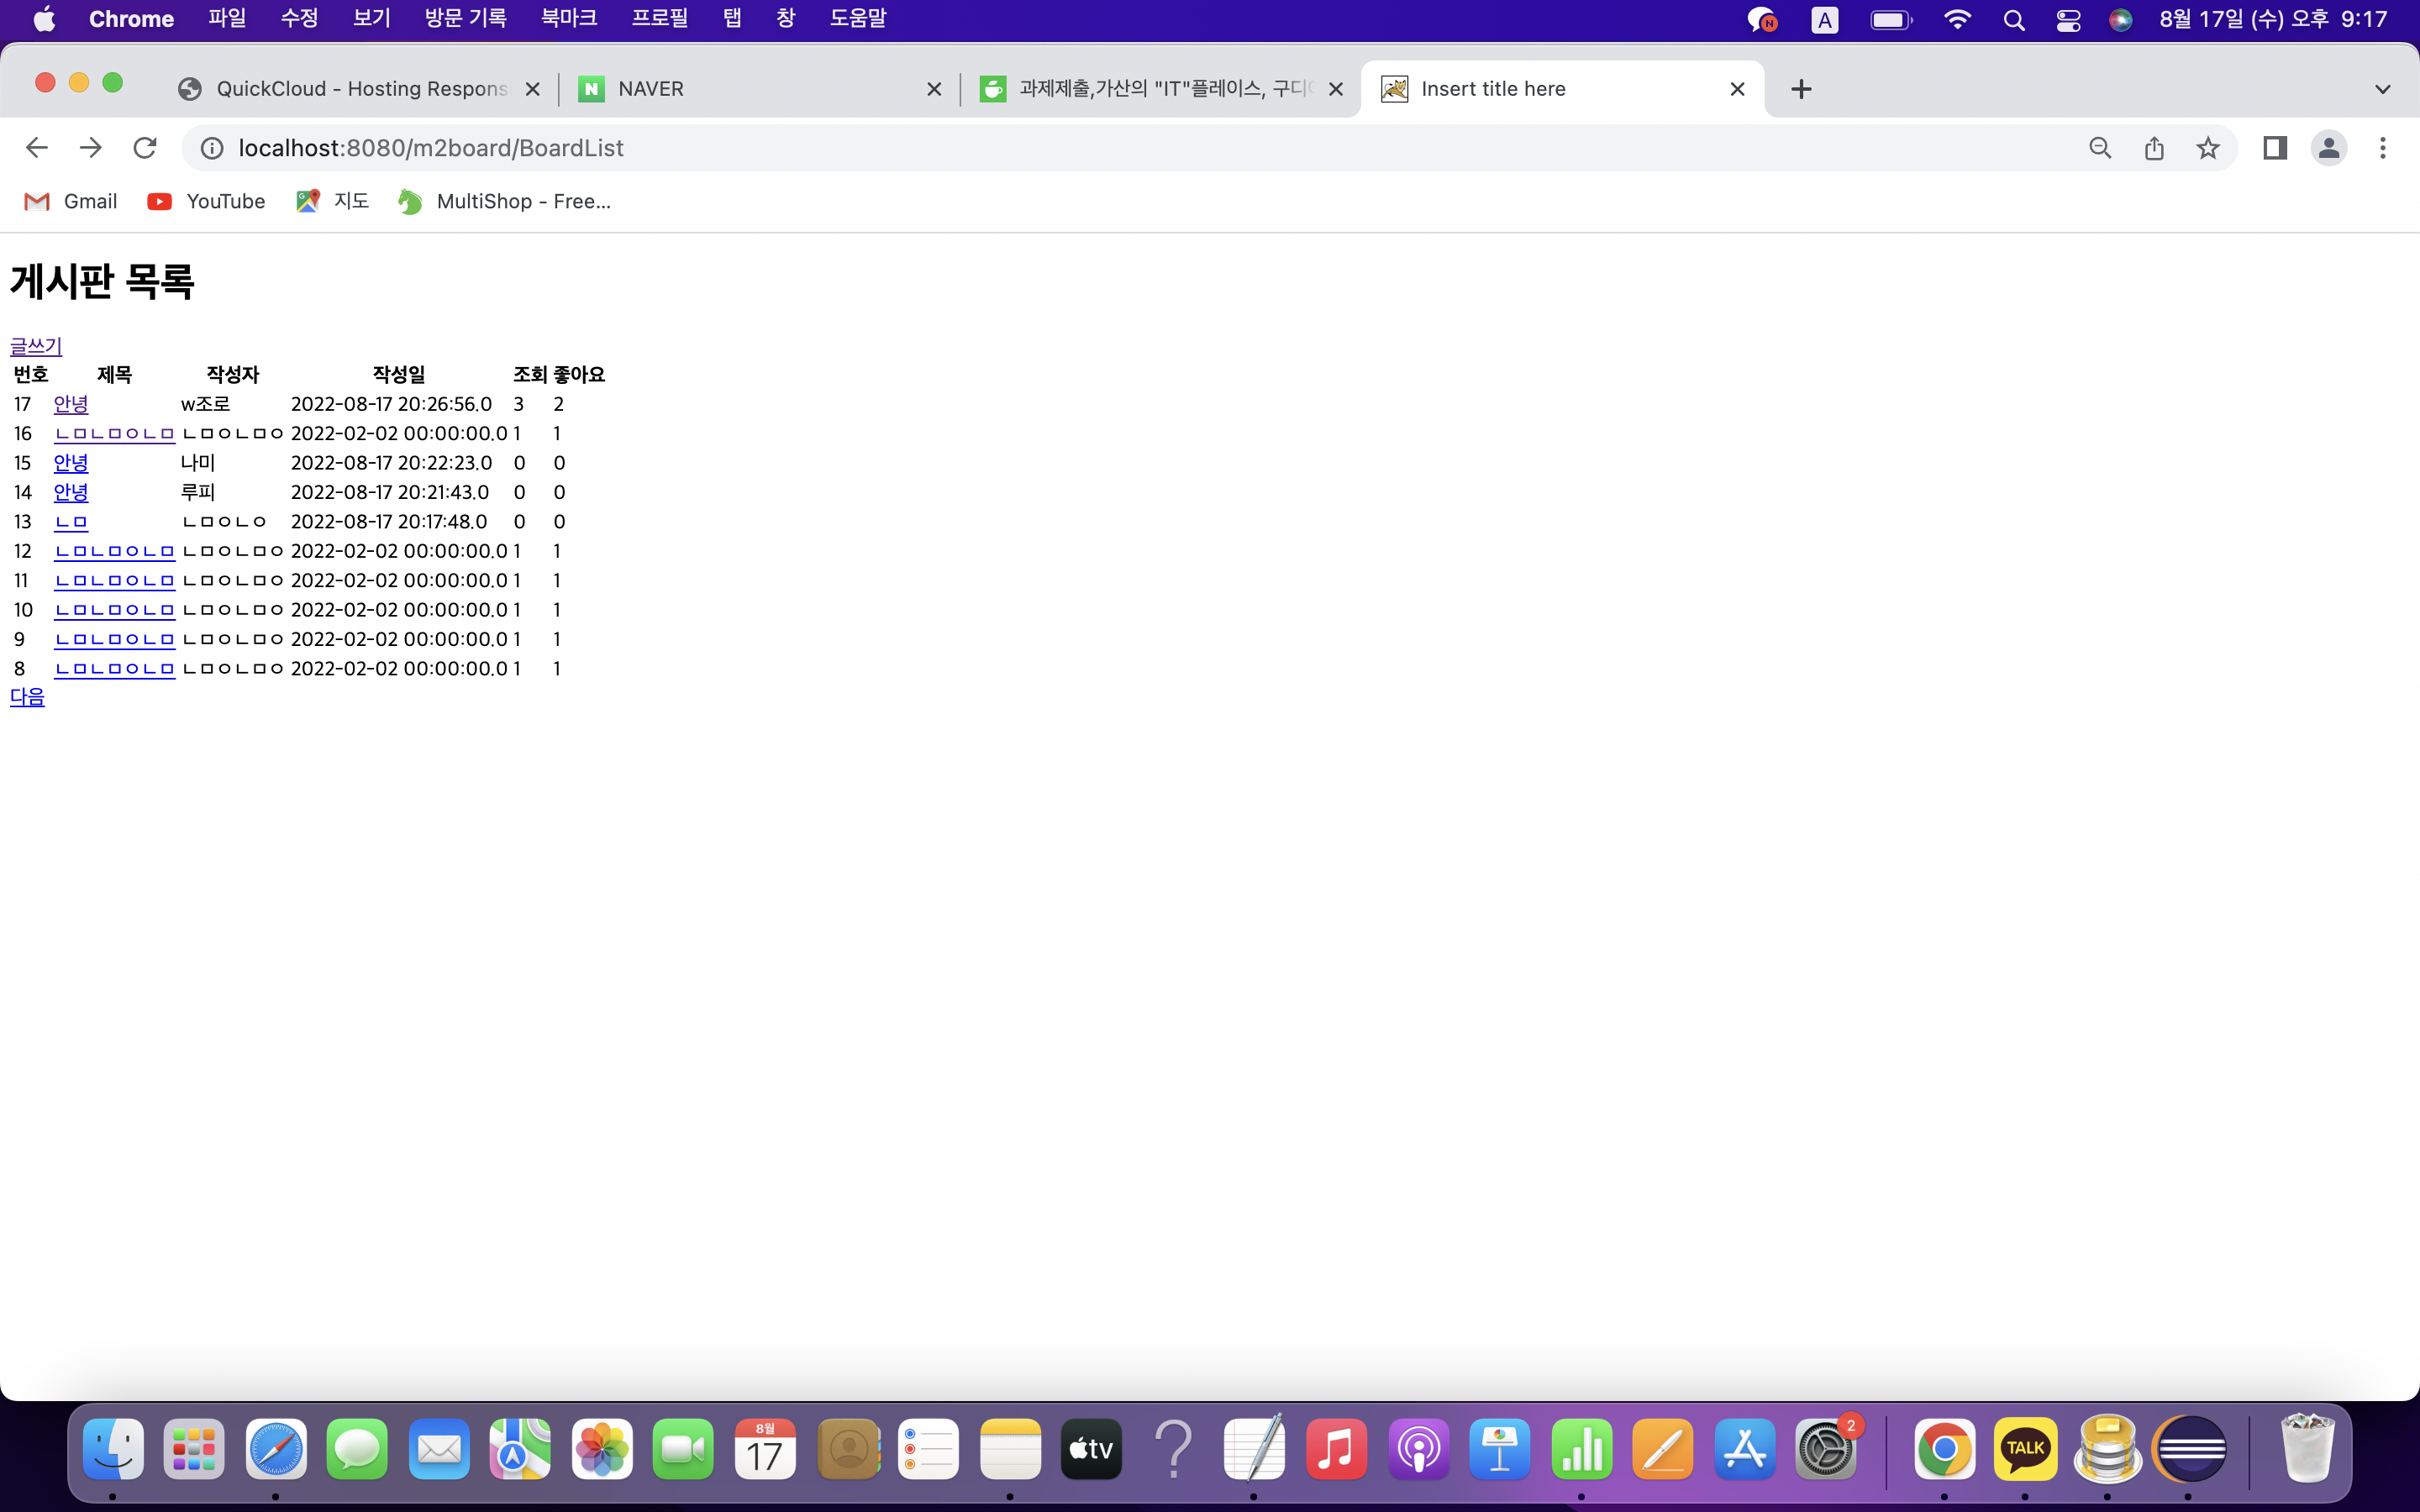 Chrome 파일 수정 보기 방문 기록 북마크 프로필 탭 창 도움말 A 8월 17일 (수) 오후 9:17
QuickCloud - Hosting Respons NAVER 과제제출,가산의 "IT"플레이스, 구디 Insert title here
localhost:8080/m2board/BoardList
Gmail YouTube 지도 MultiShop - Free...
게시판 목록
글쓰기
번호 제목 작성자 작성일 조회 좋아요
17 안녕 w조로 2022-08-17 20:26:56.0 3 2
16 ㄴㅁㄴㅁㅇㄴㅁ ㄴㅁㅇㄴㅁㅇ 2022-02-02 00:00:00.0 1 1
15 안녕 나미 2022-08-17 20:22:23.0 0 0
14 안녕 루피 2022-08-17 20:21:43.0 0 0
13 ㄴㅁ ㄴㅁㅇㄴㅇ 2022-08-17 20:17:48.0 0 0
12 ㄴㅁㄴㅁㅇㄴㅁ ㄴㅁㅇㄴㅁㅇ 2022-02-02 00:00:00.0 1 1
11 ㄴㅁㄴㅁㅇㄴㅁ ㄴㅁㅇㄴㅁㅇ 2022-02-02 00:00:00.0 1 1
10 ㄴㅁㄴㅁㅇㄴㅁ ㄴㅁㅇㄴㅁㅇ 2022-02-02 00:00:00.0 1 1
9 ㄴㅁㄴㅁㅇㄴㅁ ㄴㅁㅇㄴㅁㅇ 2022-02-02 00:00:00.0 1 1
8 ㄴㅁㄴㅁㅇㄴㅁ ㄴㅁㅇㄴㅁㅇ 2022-02-02 00:00:00.0 1 1
다음
8월
17
tv
2
TALK